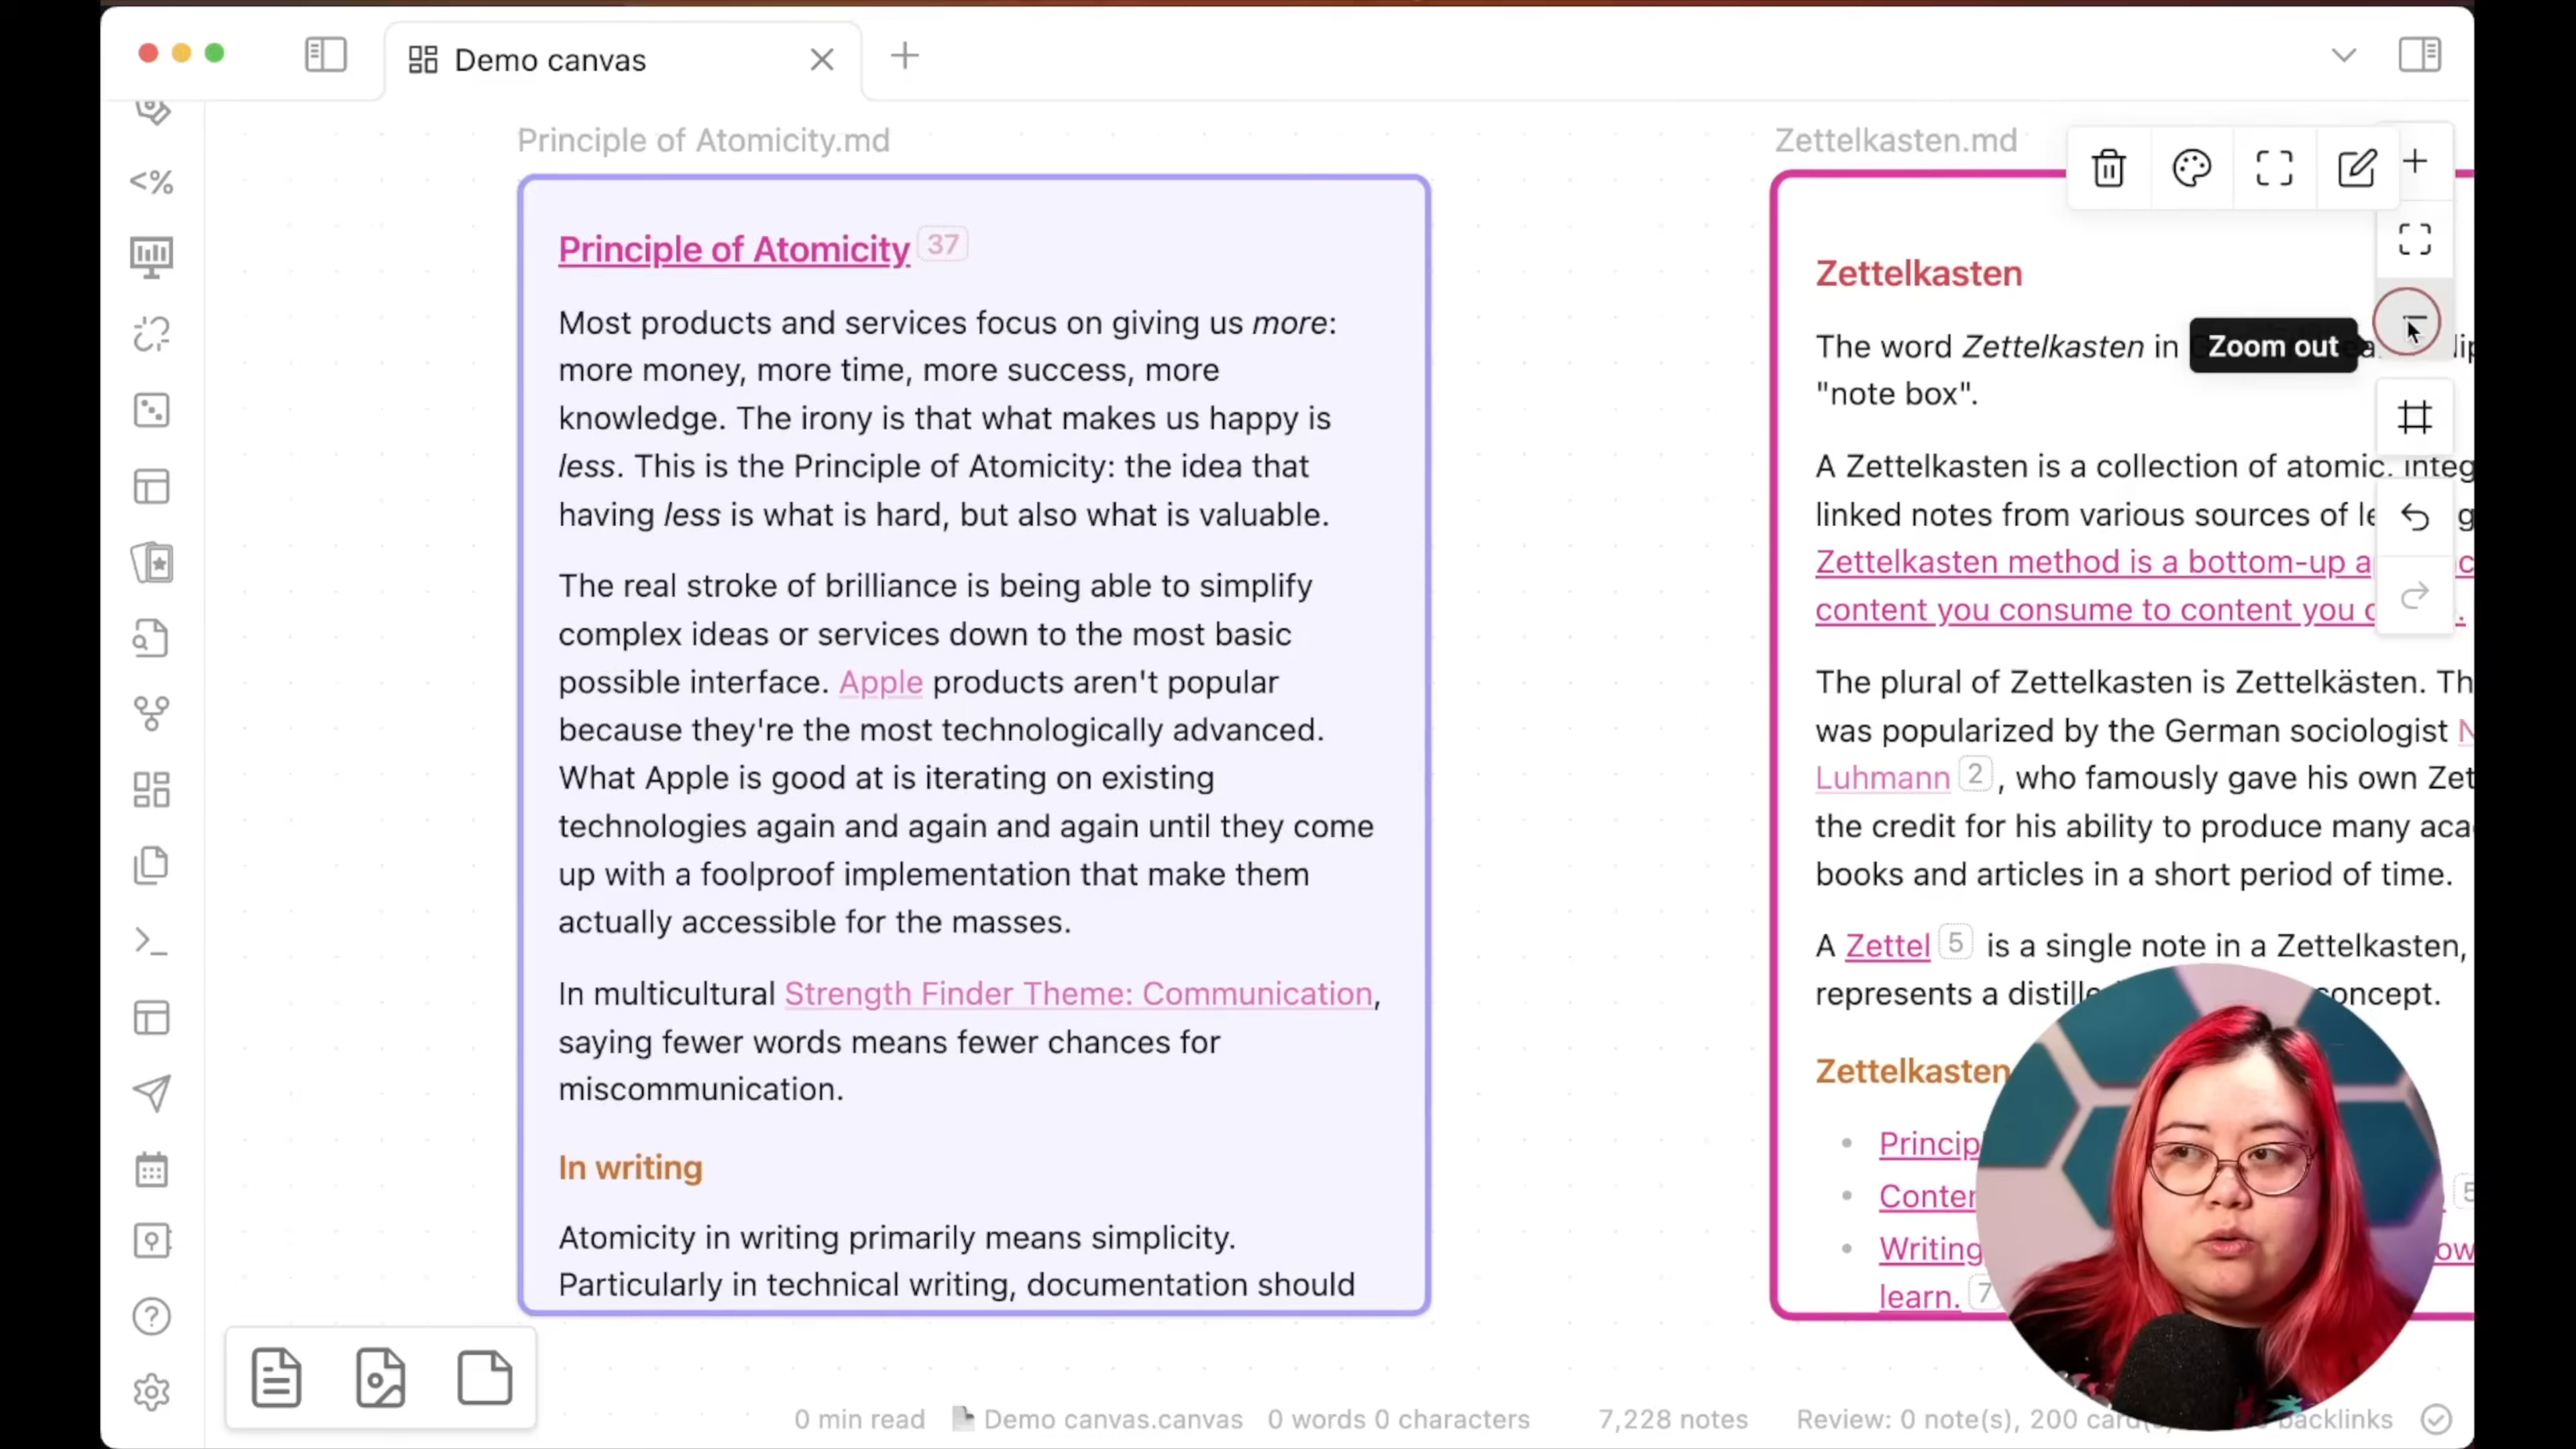 Demo canvas
<%
Principle of Atomicity.md
Principle of Atomicity 37
Most products and services focus on giving us more:
more money, more time, more success, more
knowledge. The irony is that what makes us happy is
less. This is the Principle of Atomicity: the idea that
having less is what is hard, but also what is valuable.
The real stroke of brilliance is being able to simplify
complex ideas or services down to the most basic
possible interface. Apple products aren't popular
because they're the most technologically advanced.
What Apple is good at is iterating on existing
technologies again and again and again until they come
up with a foolproof implementation that make them
actually accessible for the masses.
In multicultural Strength Finder Theme: Communication,
saying fewer words means fewer chances for
miscommunication.
In writing
Atomicity in writing primarily means simplicity.
Particularly in technical writing, documentation should
Zettelkasten.md
Zettelkasten
The word Zettelkasten in
Zoom out
"note box".
A Zettelkasten is a collection of atomic, integ
linked notes from various sources of le
Zettelkasten method is a bottom-up a
content you consume to content you c
The plural of Zettelkasten is Zettelkästen. Th
was popularized by the German sociologist N
Luhmann 2, who famously gave his own Zet
the credit for his ability to produce many aca
books and articles in a short period of time.
A Zettel 5 is a single note in a Zettelkasten,
represents a distille concept.
Zettelkasten
Princip
Conten
Writing
learn. 7
0 min read Demo canvas.canvas 0 words 0 characters 7,228 notes Review: 0 note(s), 200 card(s) backlinks